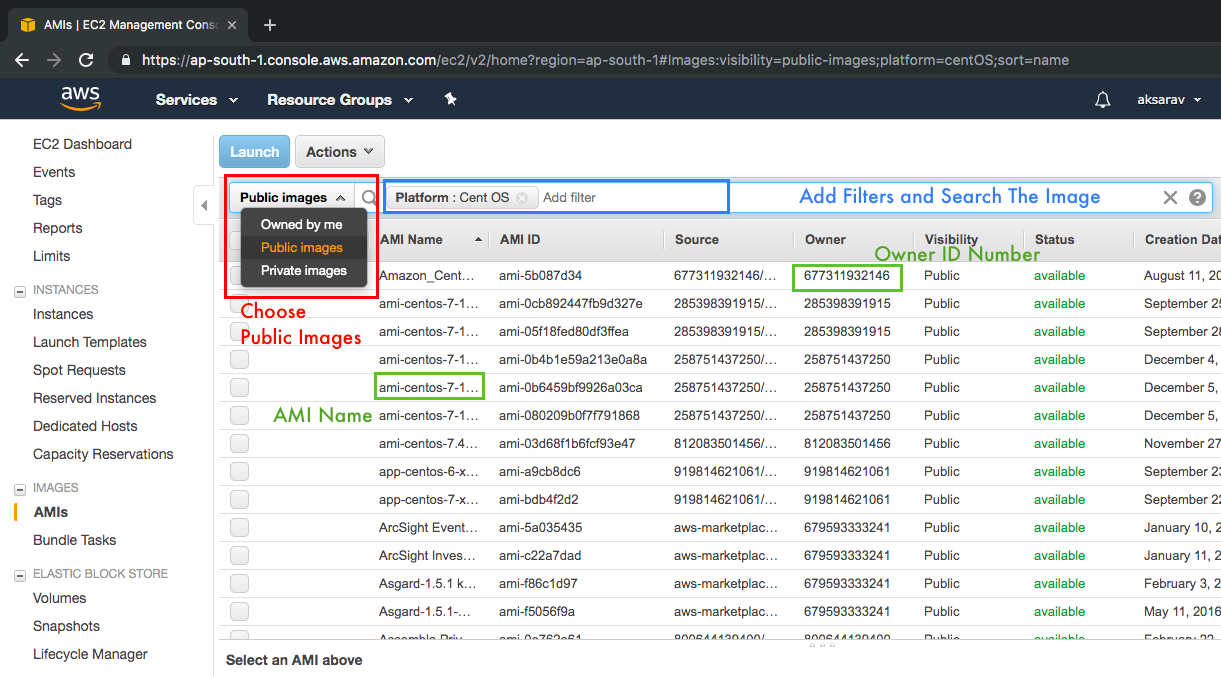 AMIs | EC2 Management Cons
https://ap-south-1.console.aws.amazon.com/ec2/v2/home?region=ap-south-1#Images:visibility=public-images;platform=centOS;sort=name
aws Services Resource Groups aksarav
EC2 Dashboard
Events
Tags
Reports
Limits
INSTANCES
Instances
Launch Templates
Spot Requests
Reserved Instances
Dedicated Hosts
Capacity Reservations
IMAGES
AMIs
Bundle Tasks
ELASTIC BLOCK STORE
Volumes
Snapshots
Lifecycle Manager
Launch Actions
Public images Platform : Cent OS Add filter Add Filters and Search The Image
Owned by me
Public images
Private images
Choose
Public Images
AMI Name AMI ID Source Owner Visibility Status Creation Dat
Owner ID Number
Amazon_Cent... ami-5b087d34 677311932146/... 677311932146 Public available August 11, 20
ami-centos-7-1... ami-0cb892447fb9d327e 285398391915/... 285398391915 Public available September 25
ami-centos-7-1... ami-05f18fed80df3ffea 285398391915/... 285398391915 Public available September 28
ami-centos-7-1... ami-0b4b1e59a213e0a8a 258751437250/... 258751437250 Public available December 4,
ami-centos-7-1... ami-0b6459bf9926a03ca 258751437250/... 258751437250 Public available December 5,
AMI Name
ami-centos-7-1... ami-080209b0f7f791868 258751437250/... 258751437250 Public available December 5,
ami-centos-7.4... ami-03d68f1b6fcf93e47 812083501456/... 812083501456 Public available November 27
app-centos-6-x... ami-a9cb8dc6 919814621061/... 919814621061 Public available September 23
app-centos-7-x... ami-bdb4f2d2 919814621061/... 919814621061 Public available September 22
ArcSight Event... ami-5a035435 aws-marketplac... 679593333241 Public available January 10, 2
ArcSight Inves... ami-c22a7dad aws-marketplac... 679593333241 Public available January 11, 2
Asgard-1.5.1 k... ami-f86c1d97 aws-marketplac... 679593333241 Public available February 3, 2
Asgard-1.5.1-... ami-f5056f9a aws-marketplac... 679593333241 Public available May 11, 2016
Public available February 22
Select an AMI above